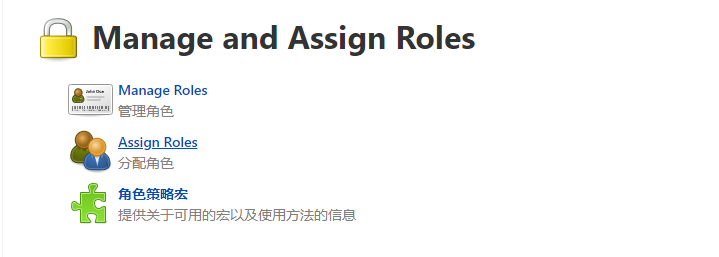 Manage and Assign Roles
Manage Roles
管理角色
Assign Roles
分配角色
角色策略宏
提供关于可用的宏以及使用方法的信息